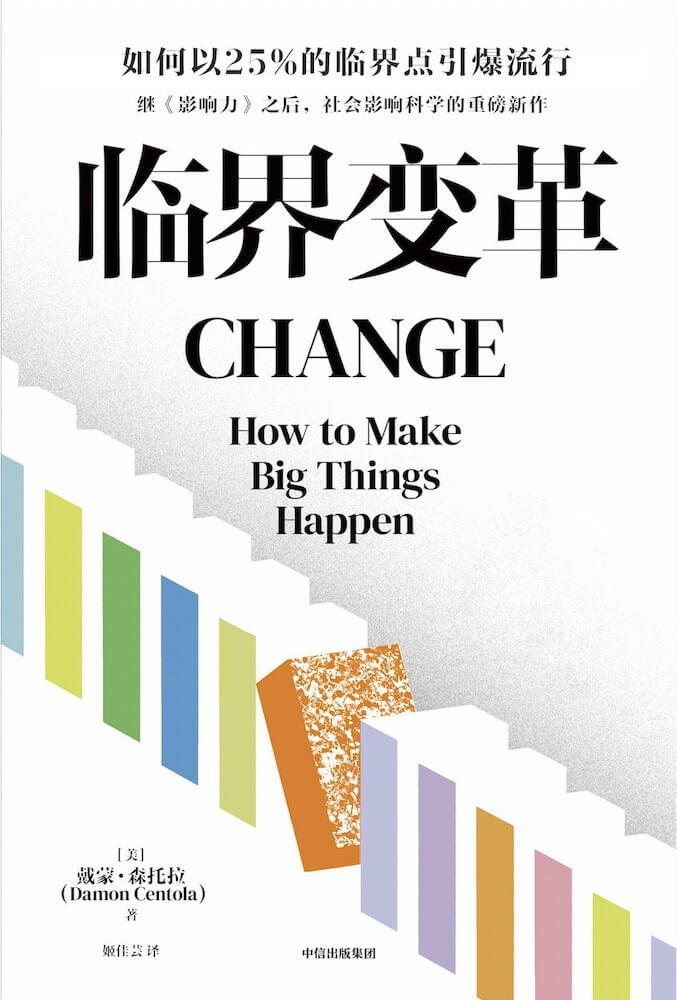 如何以25%的临界点引爆流行
继《影响力》之后，社会影响科学的重磅新作
临界变革
CHANGE
How to Make
Big Things
Happen
［美］
戴蒙·森托拉
(Damon Centola)
著
姬佳芸 译
中信出版集团